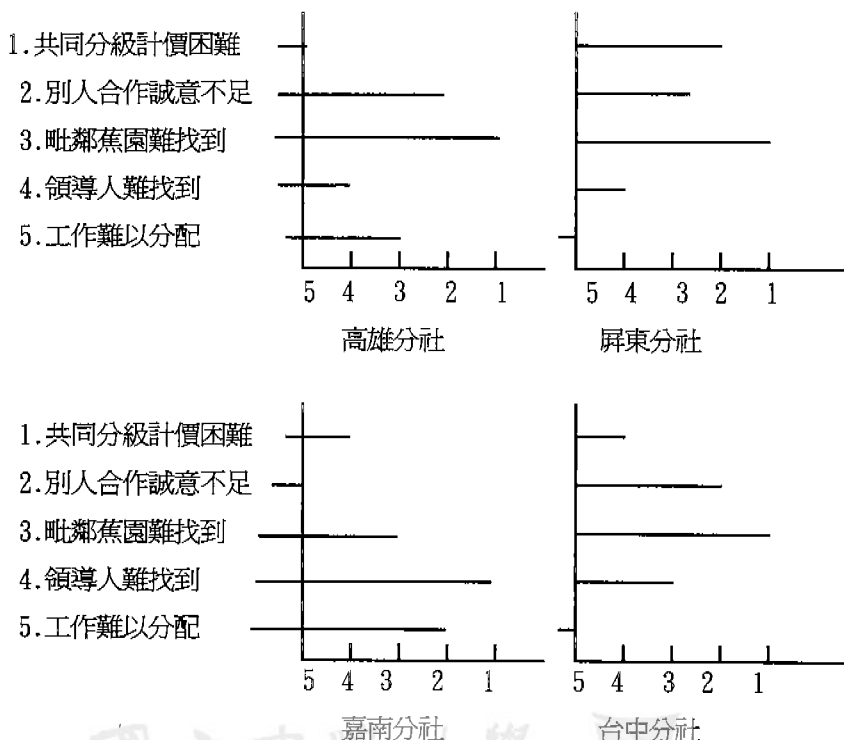 1.共同分級計價困難
2.別人合作誠意不足
3.毗鄰蕉園難找到
4.領導人難找到
5.工作難以分配
5 4 3 2 1
5 4 3 2 1
高雄分社
屏東分社
1.共同分級計價困難
2.別人合作誠意不足
3.毗鄰蕉園難找到
4.領導人難找到
5.工作難以分配
5 4 3 2 1
5 4 3 2 1
嘉南分社
台中分社